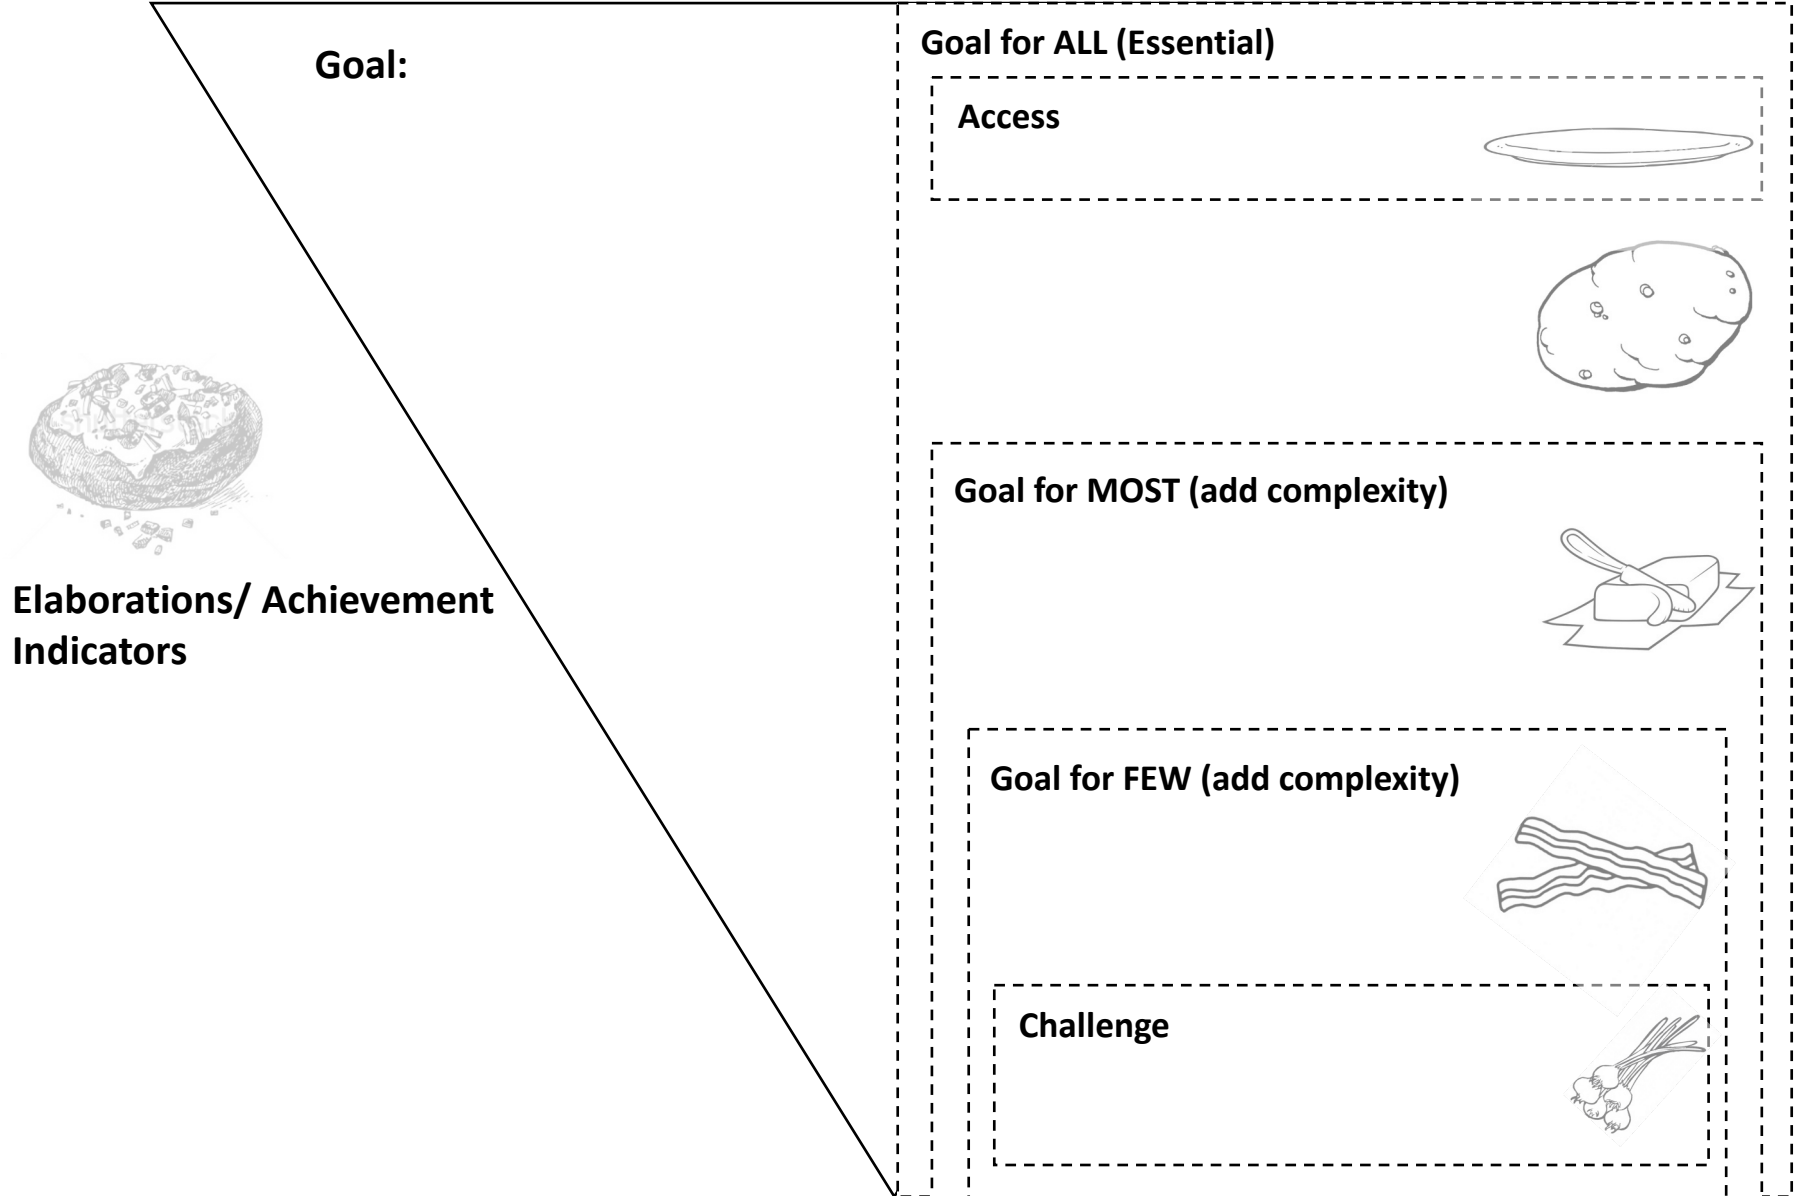 Goal:
Elaborations/ Achievement
Indicators
Goal for ALL (Essential)
Access
Goal for MOST (add complexity)
Goal for FEW (add complexity)
Challenge